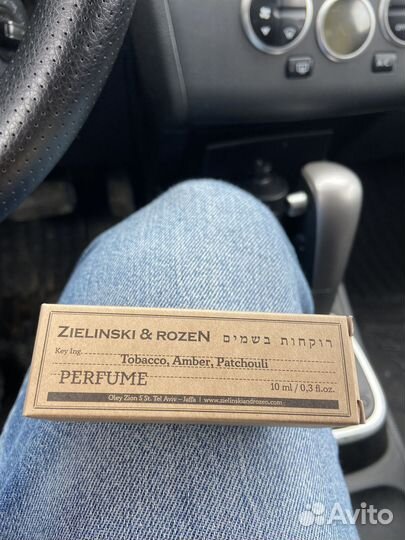 ZIELINSKI & ROZEN רוקחות בשמים
Key Ing.
Tobacco, Amber, Patchouli
PERFUME 10 ml / 0,3 fl.oz.
Oley Zion 5 St. Tel Aviv - Jaffa | www.zielinskiandrozen.com
Avito